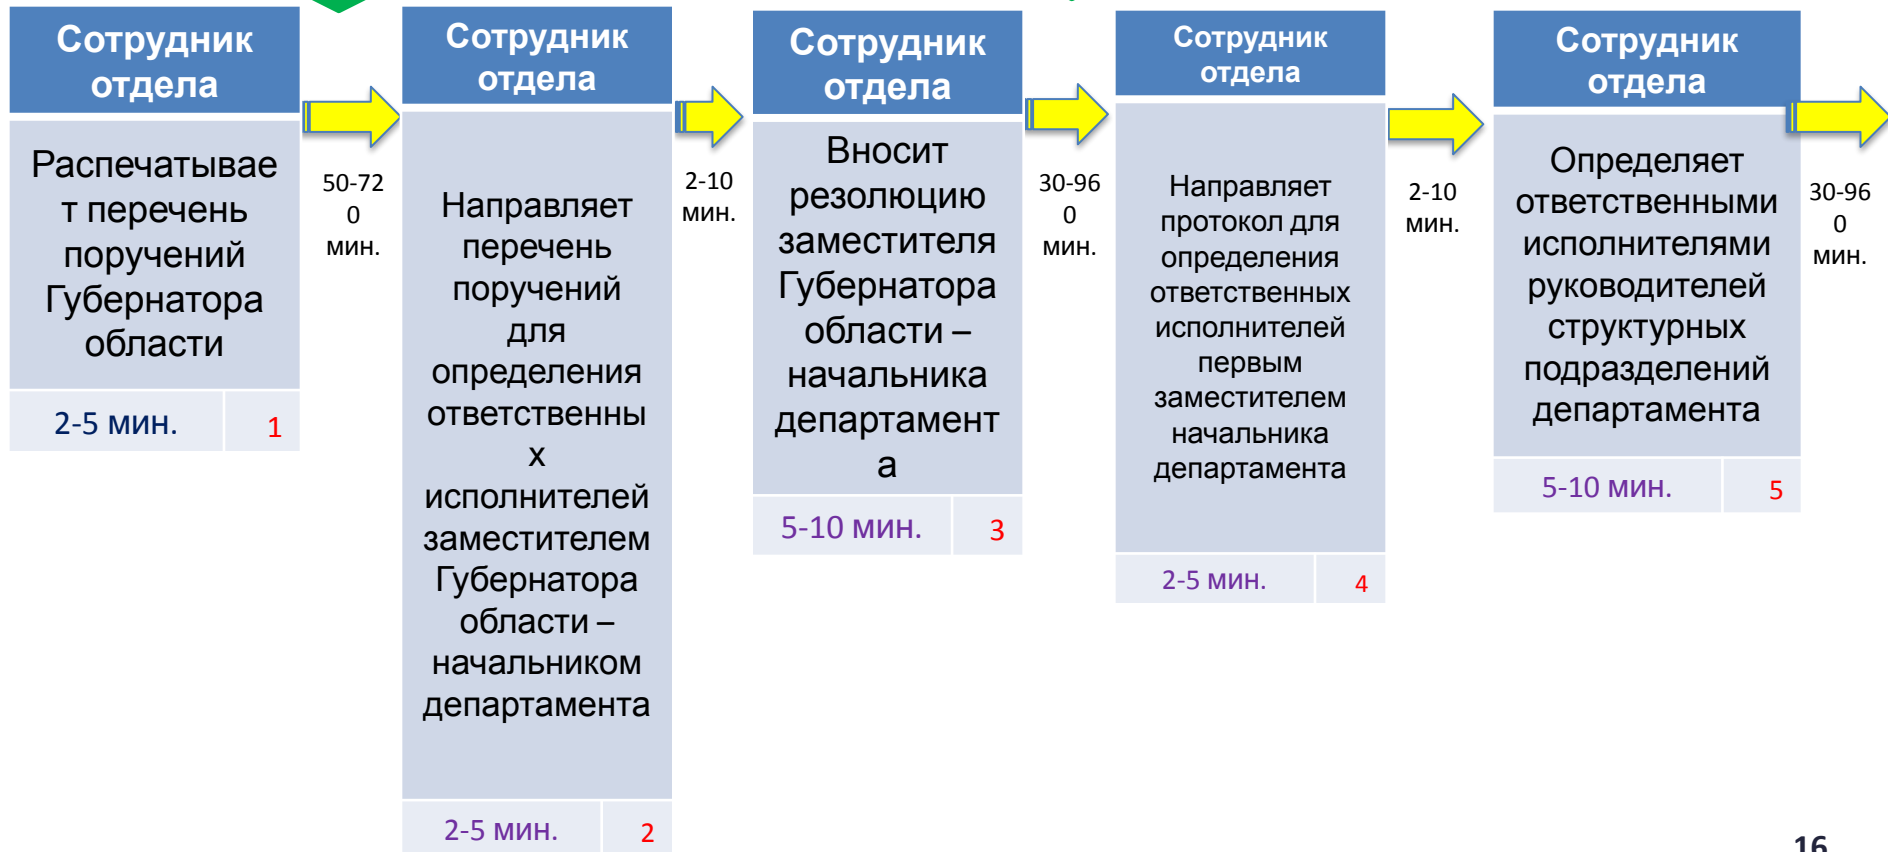 Сотрудник
отдела
Распечатывае
т перечень
поручений
Губернатора
области
2-5 мин.
1
50-72
0
мин.
Сотрудник
отдела
Направляет
перечень
поручений
для
определения
ответственны
х
исполнителей
заместителем
Губернатора
области –
начальником
департамента
2-5 мин.
2
2-10
мин.
Сотрудник
отдела
Вносит
резолюцию
заместителя
Губернатора
области –
начальника
департамент
а
5-10 мин.
3
30-96
0
мин.
Сотрудник
отдела
Направляет
протокол для
определения
ответственных
исполнителей
первым
заместителем
начальника
департамента
2-5 мин.
4
2-10
мин.
Сотрудник
отдела
Определяет
ответственными
исполнителями
руководителей
структурных
подразделений
департамента
5-10 мин.
5
30-96
0
мин.
16